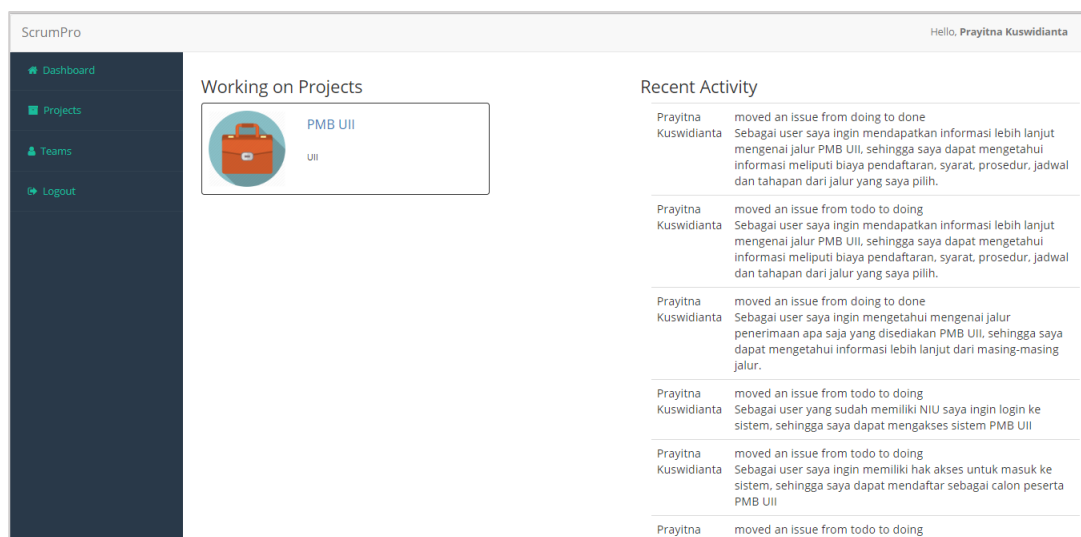 ScrumPro
Hello, Prayitna Kuswidianta
Dashboard
Projects
Teams
Logout
Working on Projects
PMB UII
UII
Recent Activity
Prayitna
Kuswidianta
moved an issue from doing to done
Sebagai user saya ingin mendapatkan informasi lebih lanjut
mengenai jalur PMB UII, sehingga saya dapat mengetahui
informasi meliputi biaya pendaftaran, syarat, prosedur, jadwal
dan tahapan dari jalur yang saya pilih.
Prayitna
Kuswidianta
moved an issue from todo to doing
Sebagai user saya ingin mendapatkan informasi lebih lanjut
mengenai jalur PMB UII, sehingga saya dapat mengetahui
informasi meliputi biaya pendaftaran, syarat, prosedur, jadwal
dan tahapan dari jalur yang saya pilih.
Prayitna
Kuswidianta
moved an issue from doing to done
Sebagai user saya ingin mengetahui mengenai jalur
penerimaan apa saja yang disediakan PMB UII, sehingga saya
dapat mengetahui informasi lebih lanjut dari masing-masing
jalur.
Prayitna
Kuswidianta
moved an issue from todo to doing
Sebagai user yang sudah memiliki NIU saya ingin login ke
sistem, sehingga saya dapat mengakses sistem PMB UII
Prayitna
Kuswidianta
moved an issue from todo to doing
Sebagai user saya ingin memiliki hak akses untuk masuk ke
sistem, sehingga saya dapat mendaftar sebagai calon peserta
PMB UII
Prayitna
moved an issue from todo to doing